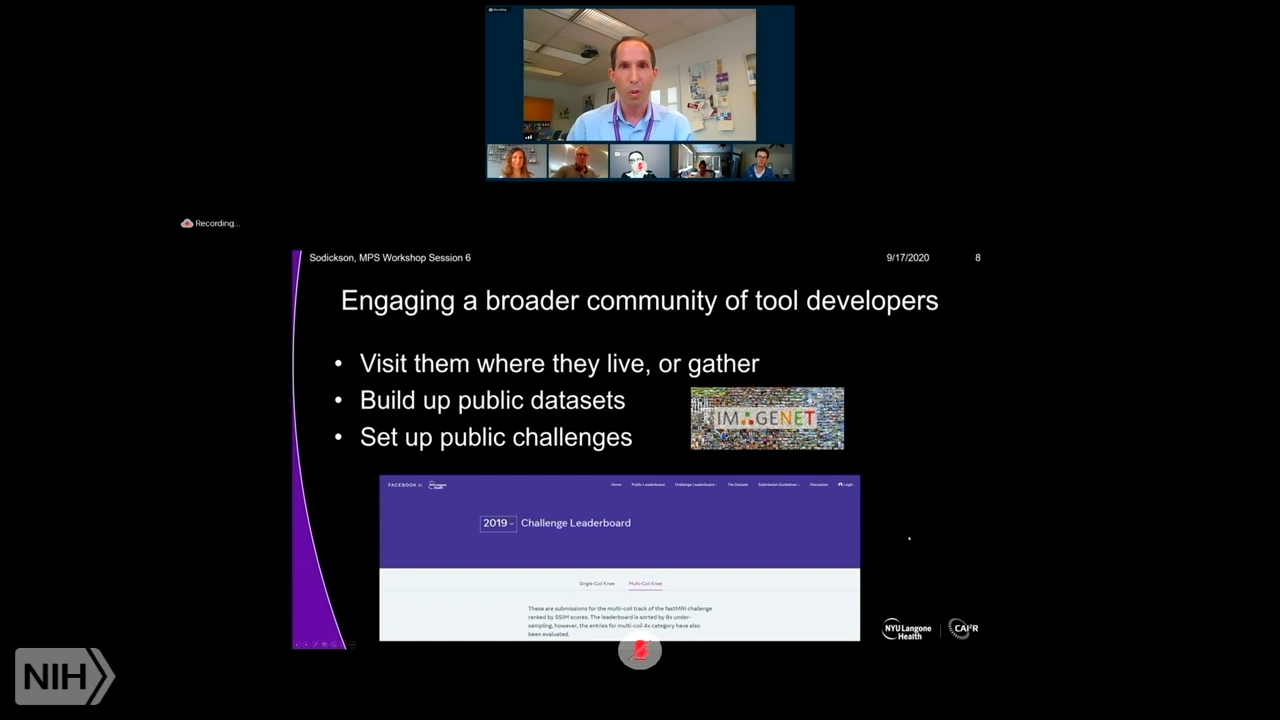 Recording...
Recording...
Sodickson, MPS Workshop Session 6
9/17/2020
8
Engaging a broader community of tool developers
• Visit them where they live, or gather
• Build up public datasets
IMAGENET
• Set up public challenges
FACEBOOK AI
NYU Langone
Health
Home
Public Leaderboard
Challenge Leaderboard
The Dataset
Submission Guidelines
Discussion
Login
2019 Challenge Leaderboard
Single-Coil Knee
Multi-Coil Knee
These are submissions for the multi-coil track of the fastMRI challenge
ranked by SSIM scores. The leaderboard is sorted by 8x under-
sampling, however, the entries for multi-coil 4x category have also
been evaluated.
NYU Langone
Health
CAI²R
NIH